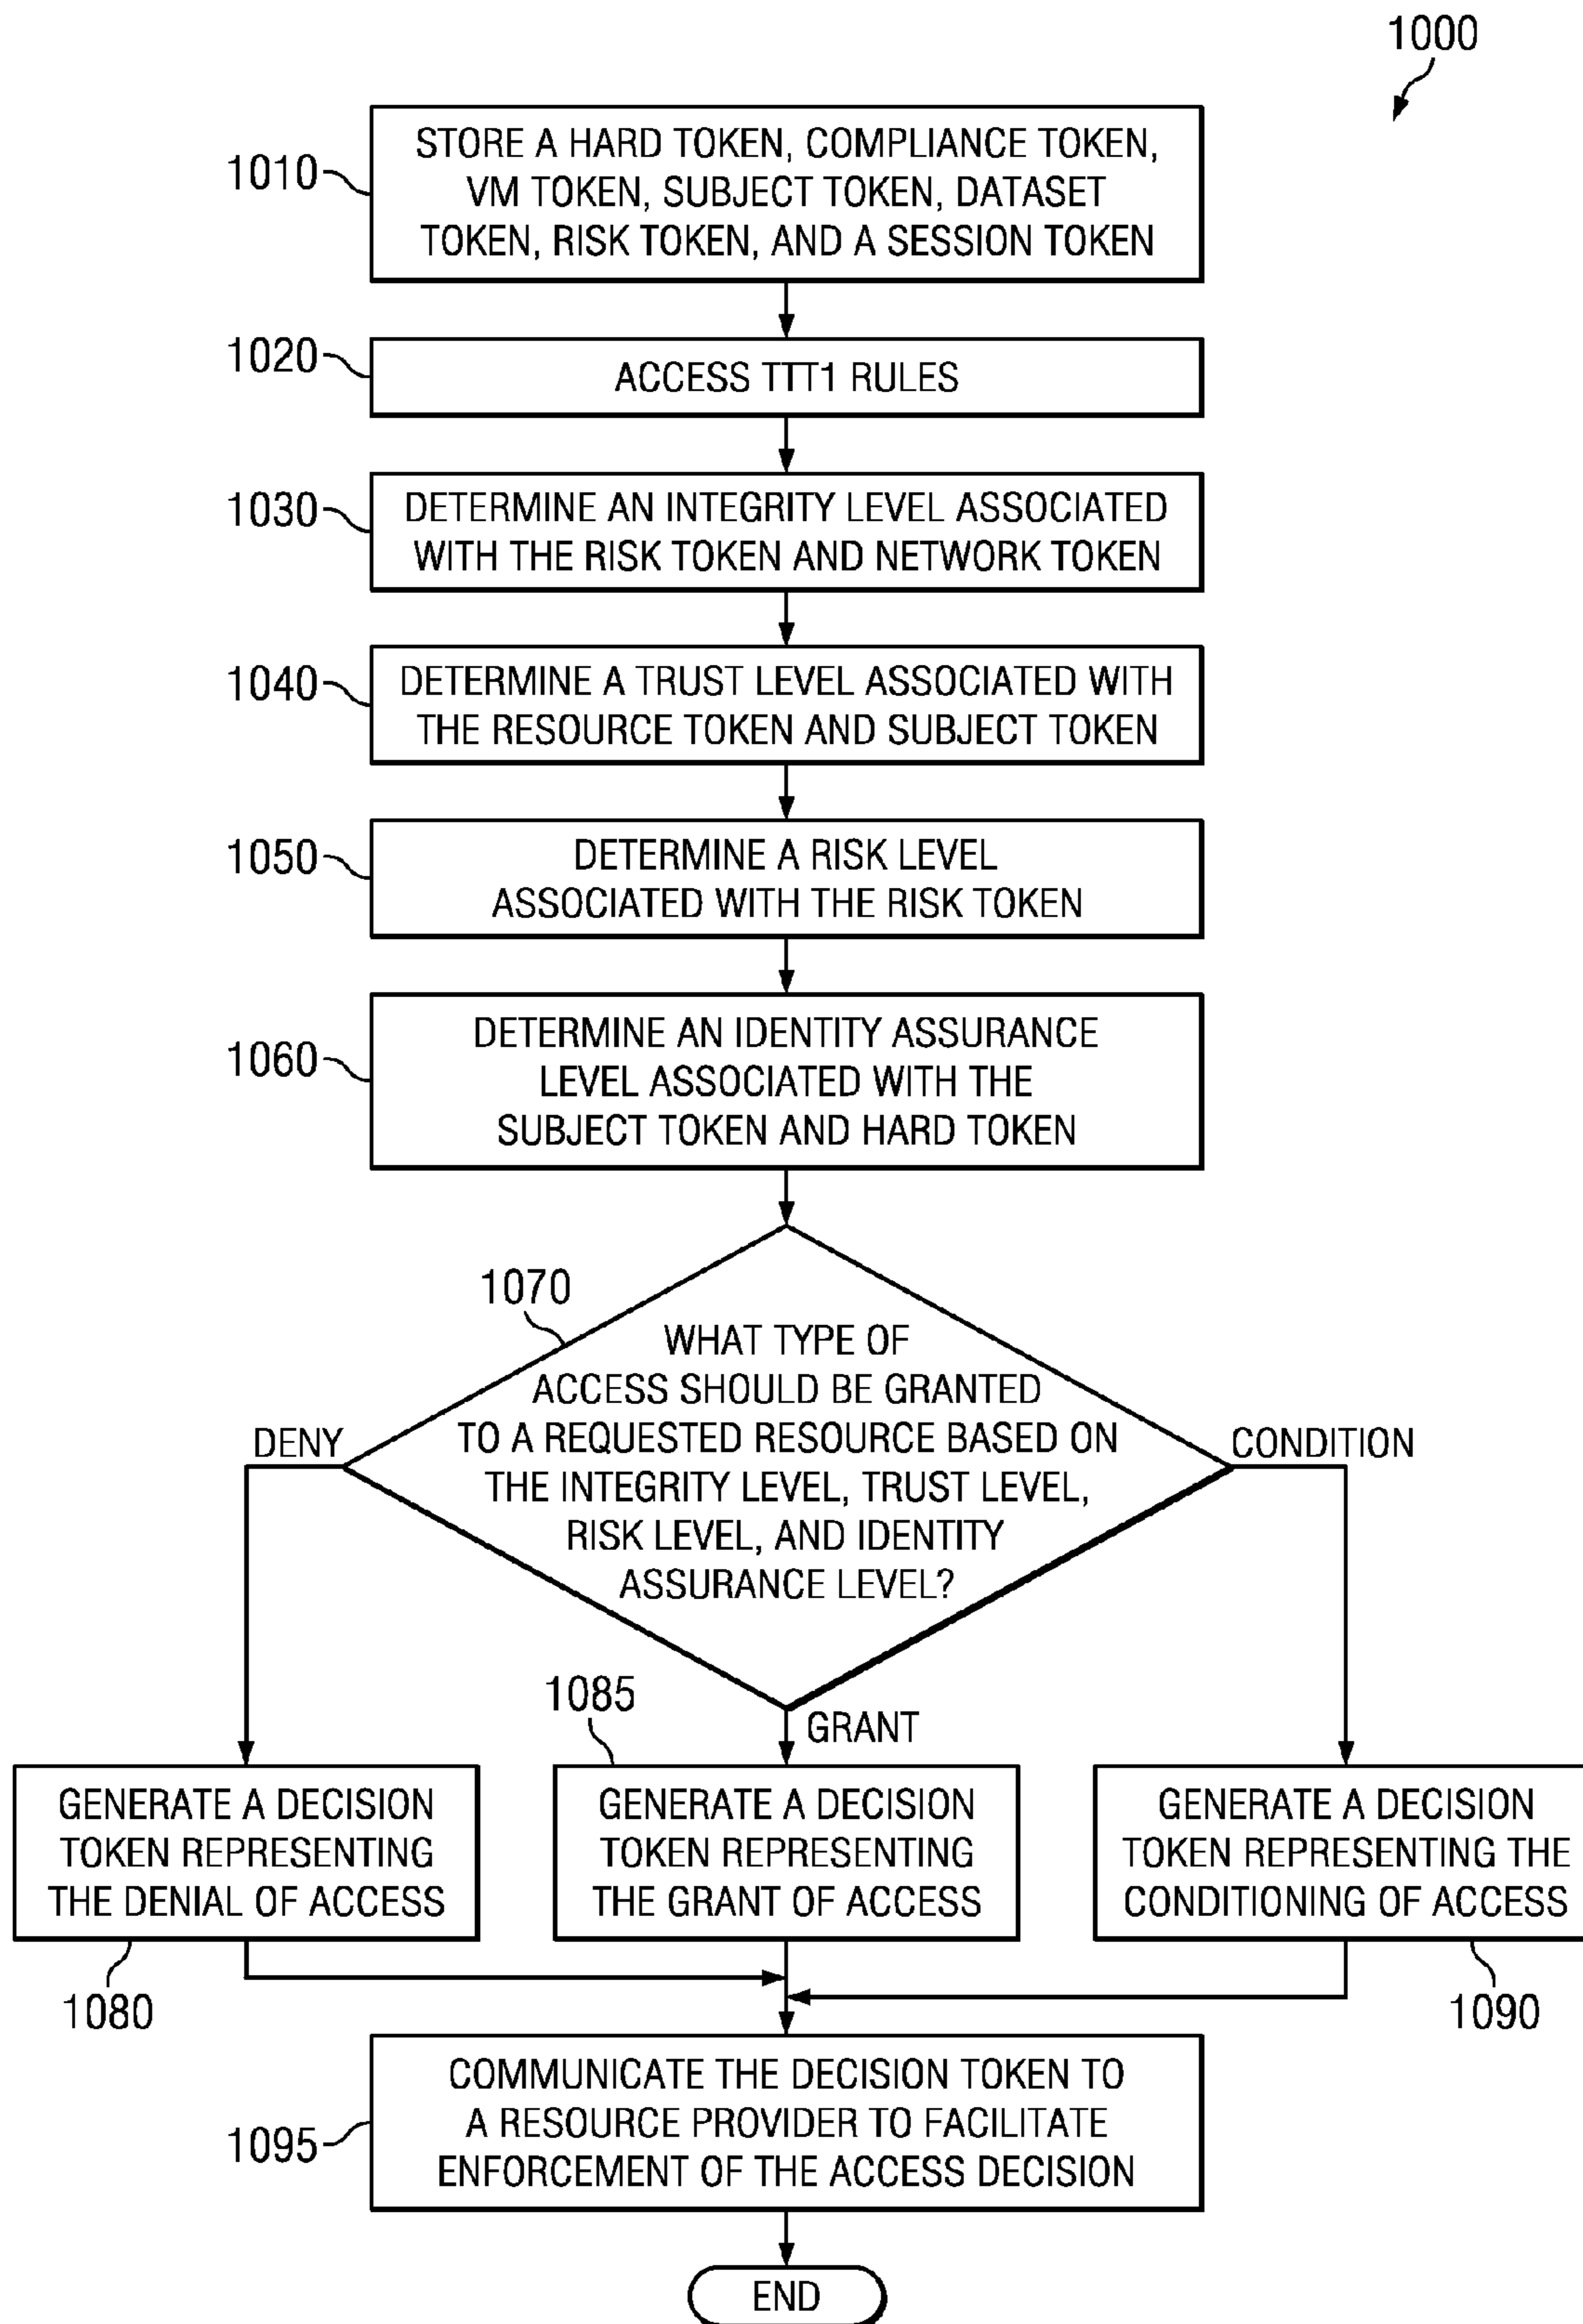 1000
1010
STORE A HARD TOKEN, COMPLIANCE TOKEN,
VM TOKEN, SUBJECT TOKEN, DATASET
TOKEN, RISK TOKEN, AND A SESSION TOKEN
1020
ACCESS TTT1 RULES
1030
DETERMINE AN INTEGRITY LEVEL ASSOCIATED
WITH THE RISK TOKEN AND NETWORK TOKEN
1040
DETERMINE A TRUST LEVEL ASSOCIATED WITH
THE RESOURCE TOKEN AND SUBJECT TOKEN
1050
DETERMINE A RISK LEVEL
ASSOCIATED WITH THE RISK TOKEN
1060
DETERMINE AN IDENTITY ASSURANCE
LEVEL ASSOCIATED WITH THE
SUBJECT TOKEN AND HARD TOKEN
1070
WHAT TYPE OF
ACCESS SHOULD BE GRANTED
TO A REQUESTED RESOURCE BASED ON
THE INTEGRITY LEVEL, TRUST LEVEL,
RISK LEVEL, AND IDENTITY
ASSURANCE LEVEL?
DENY
CONDITION
1085
GRANT
GENERATE A DECISION
TOKEN REPRESENTING
THE DENIAL OF ACCESS
GENERATE A DECISION
TOKEN REPRESENTING
THE GRANT OF ACCESS
GENERATE A DECISION
TOKEN REPRESENTING THE
CONDITIONING OF ACCESS
1080
1090
1095
COMMUNICATE THE DECISION TOKEN TO
A RESOURCE PROVIDER TO FACILITATE
ENFORCEMENT OF THE ACCESS DECISION
END